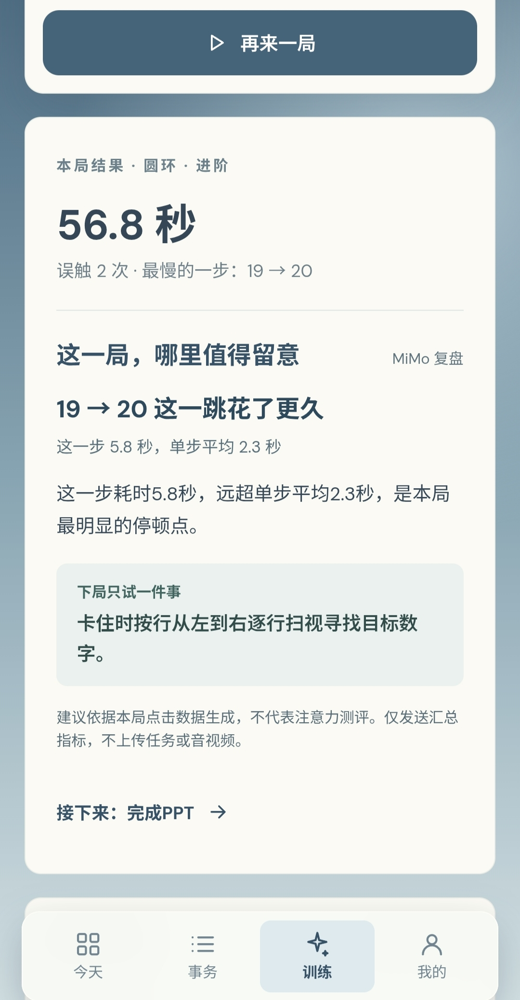 再来一局
本局结果 · 圆环 · 进阶
56.8 秒
误触 2 次 · 最慢的一步：19 → 20
这一局，哪里值得留意
MiMo 复盘
19 → 20 这一跳花了更久
这一步 5.8 秒，单步平均 2.3 秒
这一步耗时5.8秒，远超单步平均2.3秒，是本局
最明显的停顿点。
下局只试一件事
卡住时按行从左到右逐行扫视寻找目标数
字。
建议依据本局点击数据生成，不代表注意力测评。仅发送汇总
指标，不上传任务或音视频。
接下来：完成PPT →
今天
事务
训练
我的